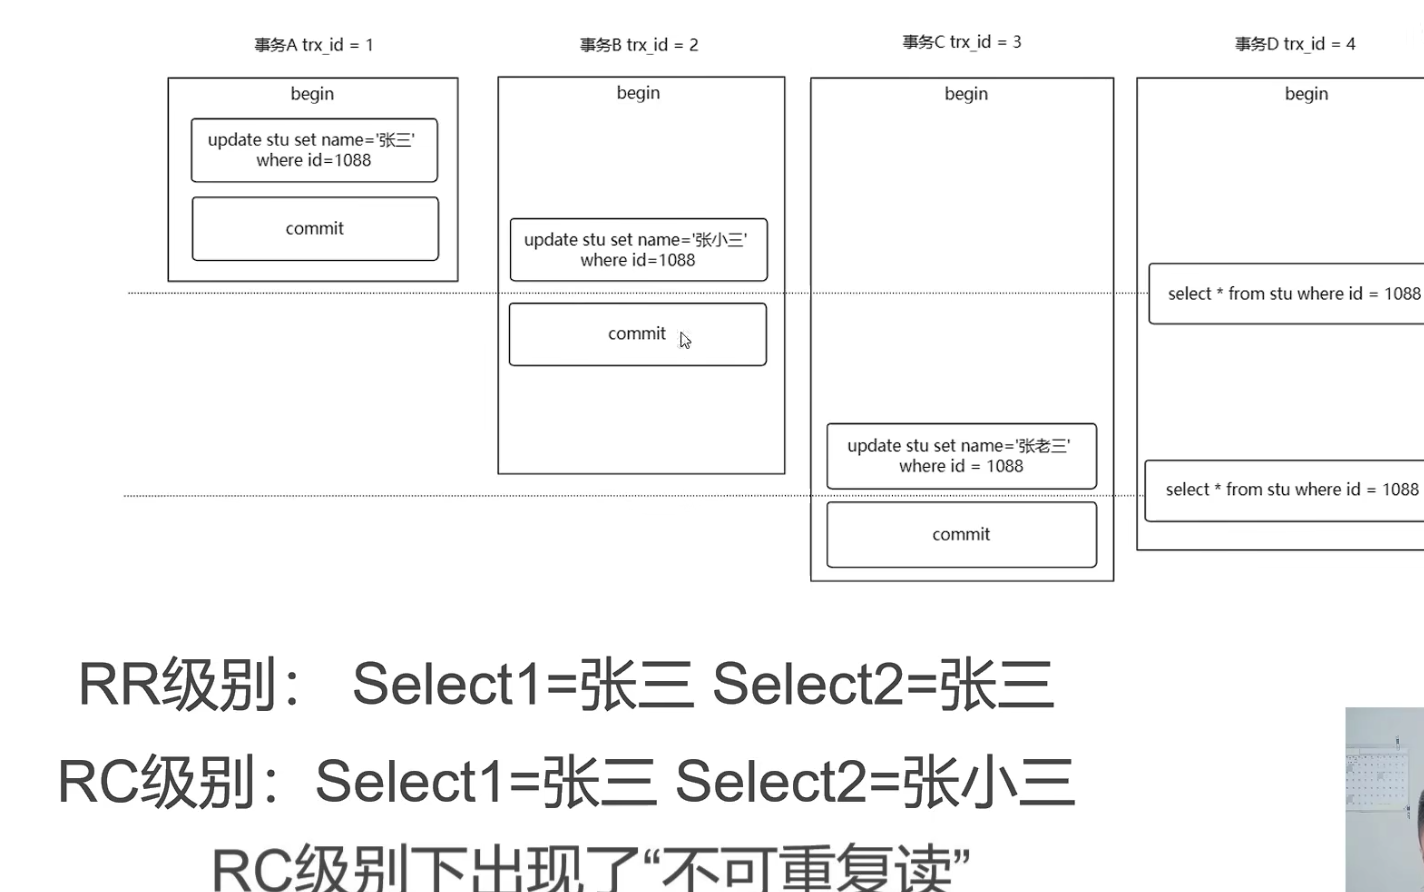 事务A trx_id = 1
事务B trx_id = 2
事务C trx_id = 3
事务D trx_id = 4
begin
update stu set name='张三'
where id=1088
commit
begin
update stu set name='张小三'
where id=1088
commit
begin
update stu set name='张老三'
where id = 1088
commit
begin
select * from stu where id = 1088
select * from stu where id = 1088
RR级别： Select1=张三 Select2=张三
RC级别：Select1=张三 Select2=张小三
RC级别下出现了“不可重复读”